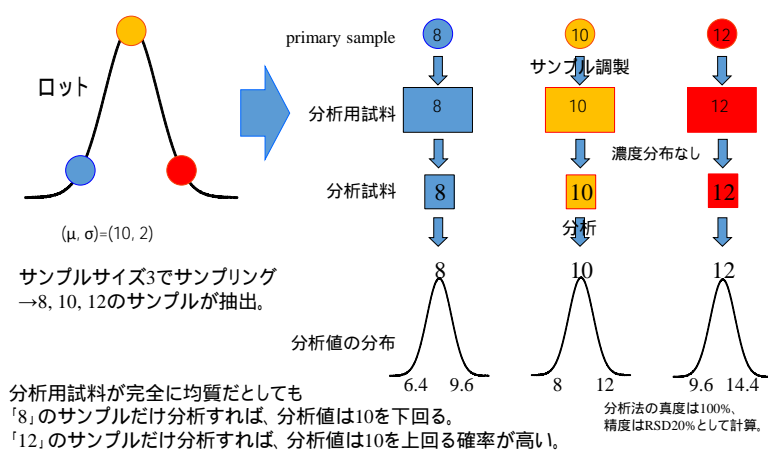 primary sample
8
10
12
サンプル調製
ロット
分析用試料
8
10
12
濃度分布なし
分析試料
8
10
12
分析
(μ, σ)=(10, 2)
サンプルサイズ3でサンプリング
→8, 10, 12のサンプルが抽出。
8
10
12
分析値の分布
6.4
9.6
8
12
9.6
14.4
分析用試料が完全に均質だとしても
「8」のサンプルだけ分析すれば、分析値は10を下回る。
「12」のサンプルだけ分析すれば、分析値は10を上回る確率が高い。
分析法の真度は100%、
精度はRSD20%として計算。